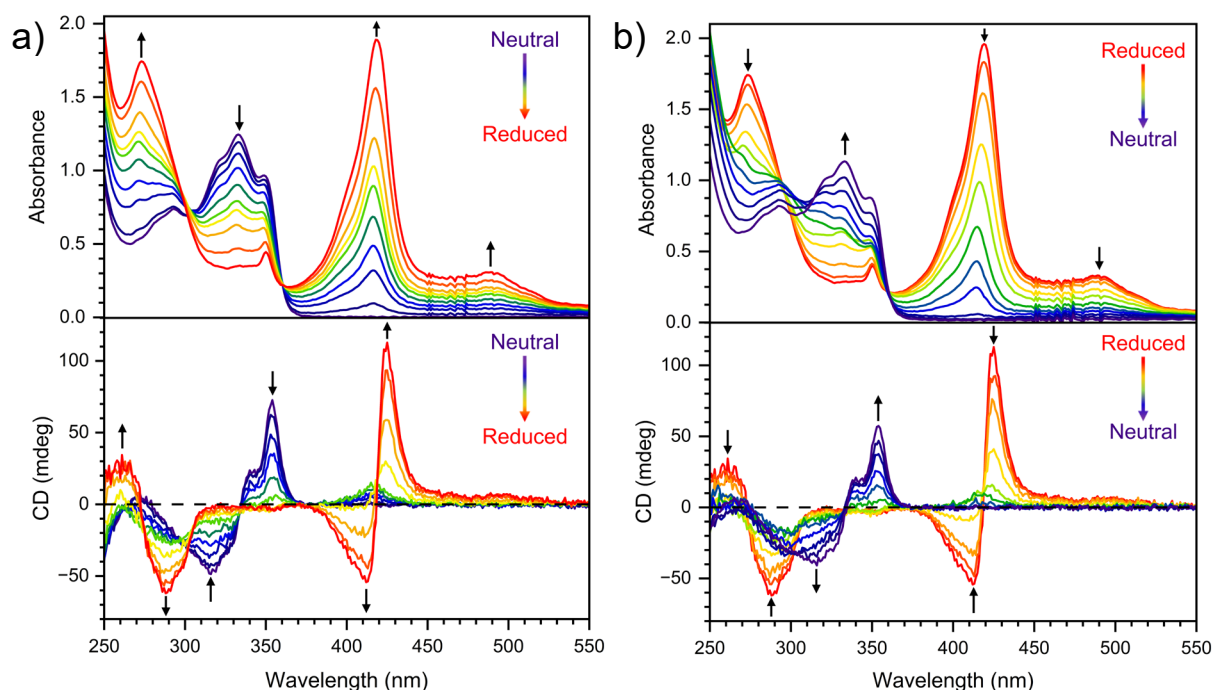 a)
2.0
1.5
1.0
0.5
0.0
Absorbance
Neutral
Reduced
100
50
0
−50
CD (mdeg)
Neutral
Reduced
250 300 350 400 450 500 550
Wavelength (nm)
b)
2.0
1.5
1.0
0.5
0.0
Absorbance
Reduced
Neutral
100
50
0
−50
CD (mdeg)
Reduced
Neutral
250 300 350 400 450 500 550
Wavelength (nm)